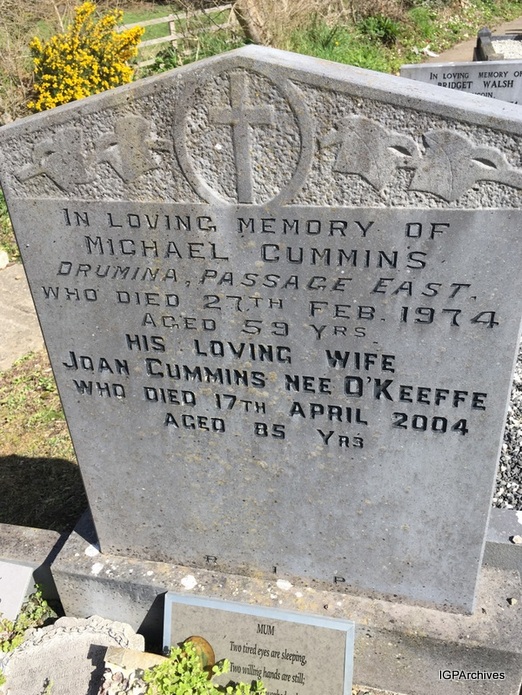 IN LOVING MEMORY OF
MICHAEL CUMMINS
DRUMINA, PASSAGE EAST.
WHO DIED 27TH FEB. 1974
AGED 59 YRS.
HIS LOVING WIFE
JOAN CUMMINS NEE O'KEEFFE
WHO DIED 17TH APRIL 2004
AGED 85 YRS
R I P
MUM
Two tired eyes are sleeping,
Two willing hands are still;
IN LOVING MEMORY OF
BRIDGET WALSH
IGPArchives